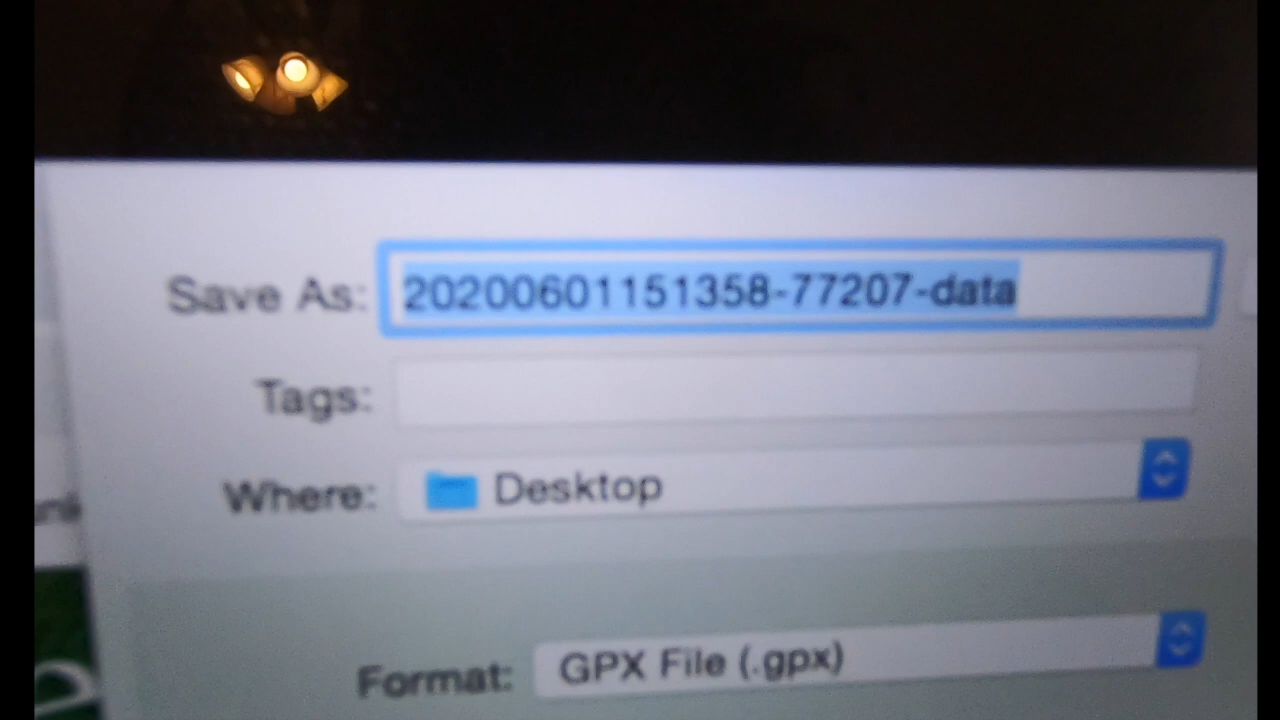 Save As: 20200601151358-77207-data
Tags:
Where: Desktop
Format: GPX File (.gpx)